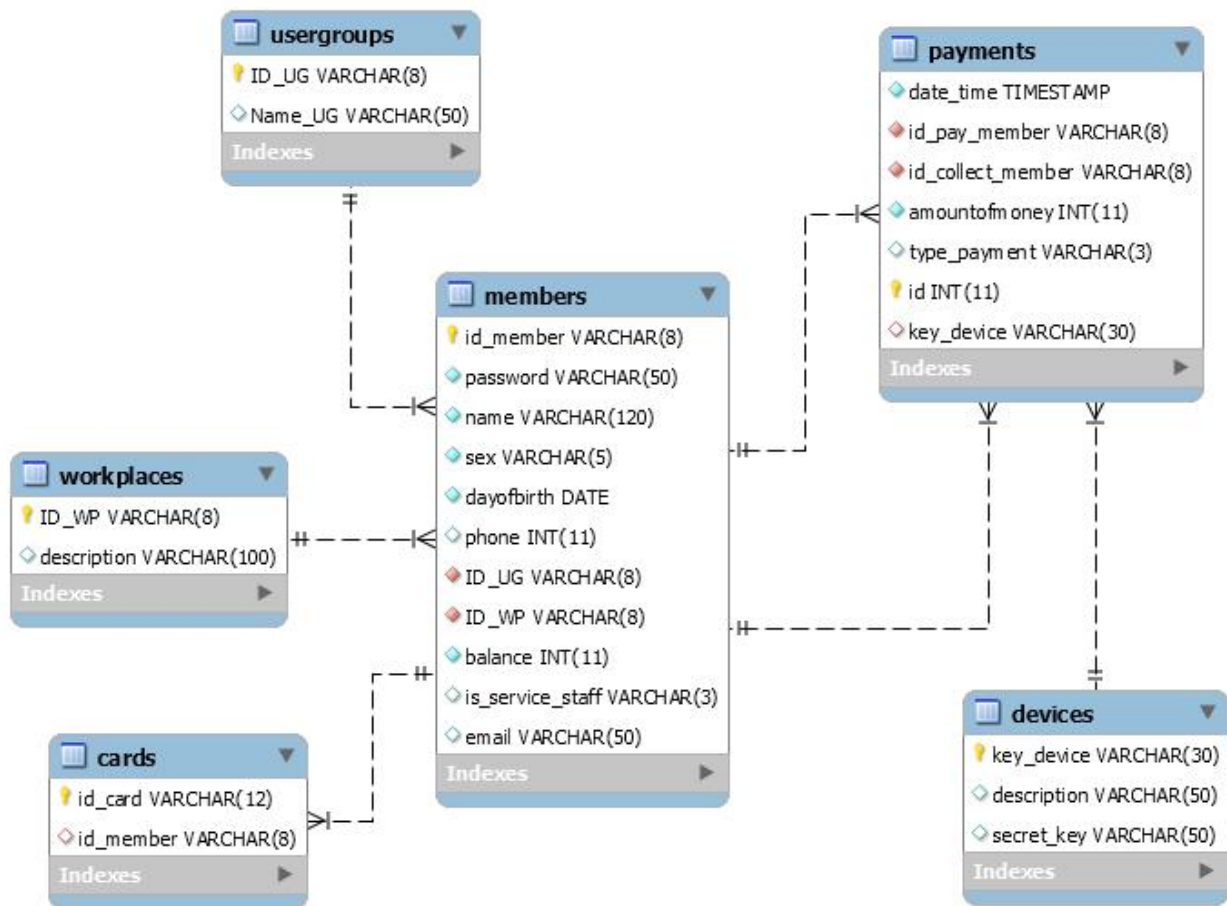 usergroups
ID_UG VARCHAR(8)
Name_UG VARCHAR(50)
Indexes
payments
date_time TIMESTAMP
id_pay_member VARCHAR(8)
id_collect_member VARCHAR(8)
amountofmoney INT(11)
type_payment VARCHAR(3)
id INT(11)
key_device VARCHAR(30)
Indexes
members
id_member VARCHAR(8)
password VARCHAR(50)
name VARCHAR(120)
sex VARCHAR(5)
dayofbirth DATE
phone INT(11)
ID_UG VARCHAR(8)
ID_WP VARCHAR(8)
balance INT(11)
is_service_staff VARCHAR(3)
email VARCHAR(50)
Indexes
workplaces
ID_WP VARCHAR(8)
description VARCHAR(100)
Indexes
cards
id_card VARCHAR(12)
id_member VARCHAR(8)
Indexes
devices
key_device VARCHAR(30)
description VARCHAR(50)
secret_key VARCHAR(50)
Indexes